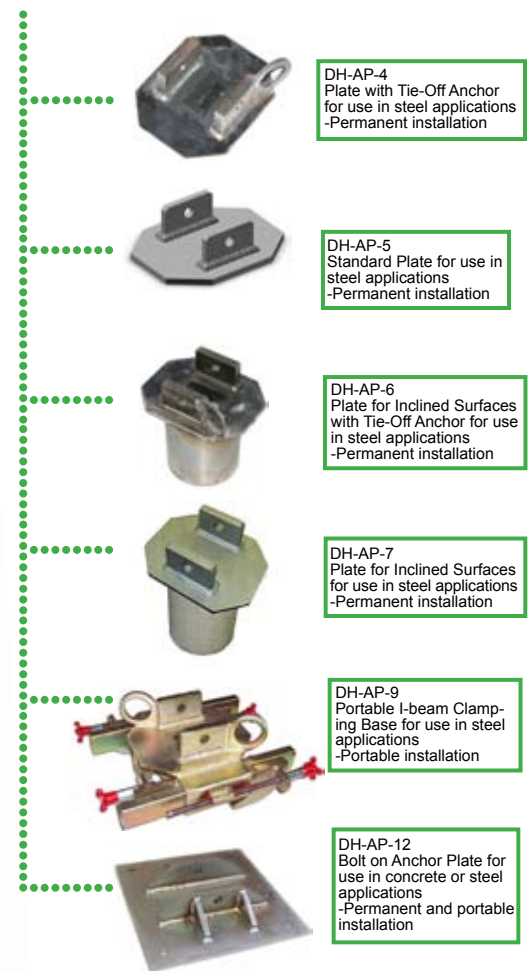 DH-AP-4
Plate with Tie-Off Anchor
for use in steel applications
-Permanent installation
DH-AP-5
Standard Plate for use in
steel applications
-Permanent installation
DH-AP-6
Plate for Inclined Surfaces
with Tie-Off Anchor for use
in steel applications
-Permanent installation
DH-AP-7
Plate for Inclined Surfaces
for use in steel applications
-Permanent installation
DH-AP-9
Portable I-beam Clamp-
ing Base for use in steel
applications
-Portable installation
DH-AP-12
Bolt on Anchor Plate for
use in concrete or steel
applications
-Permanent and portable
installation